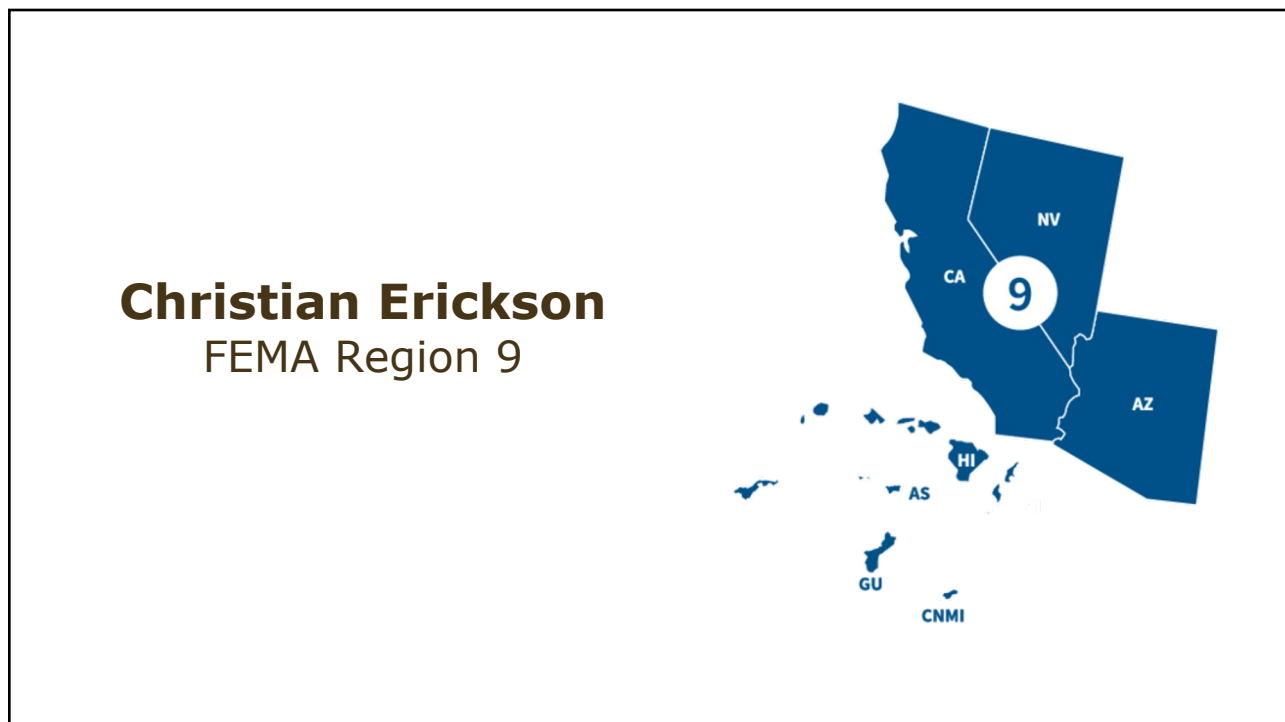 Christian Erickson
FEMA Region 9
NV
CA
9
AZ
HI
AS
GU
CNMI